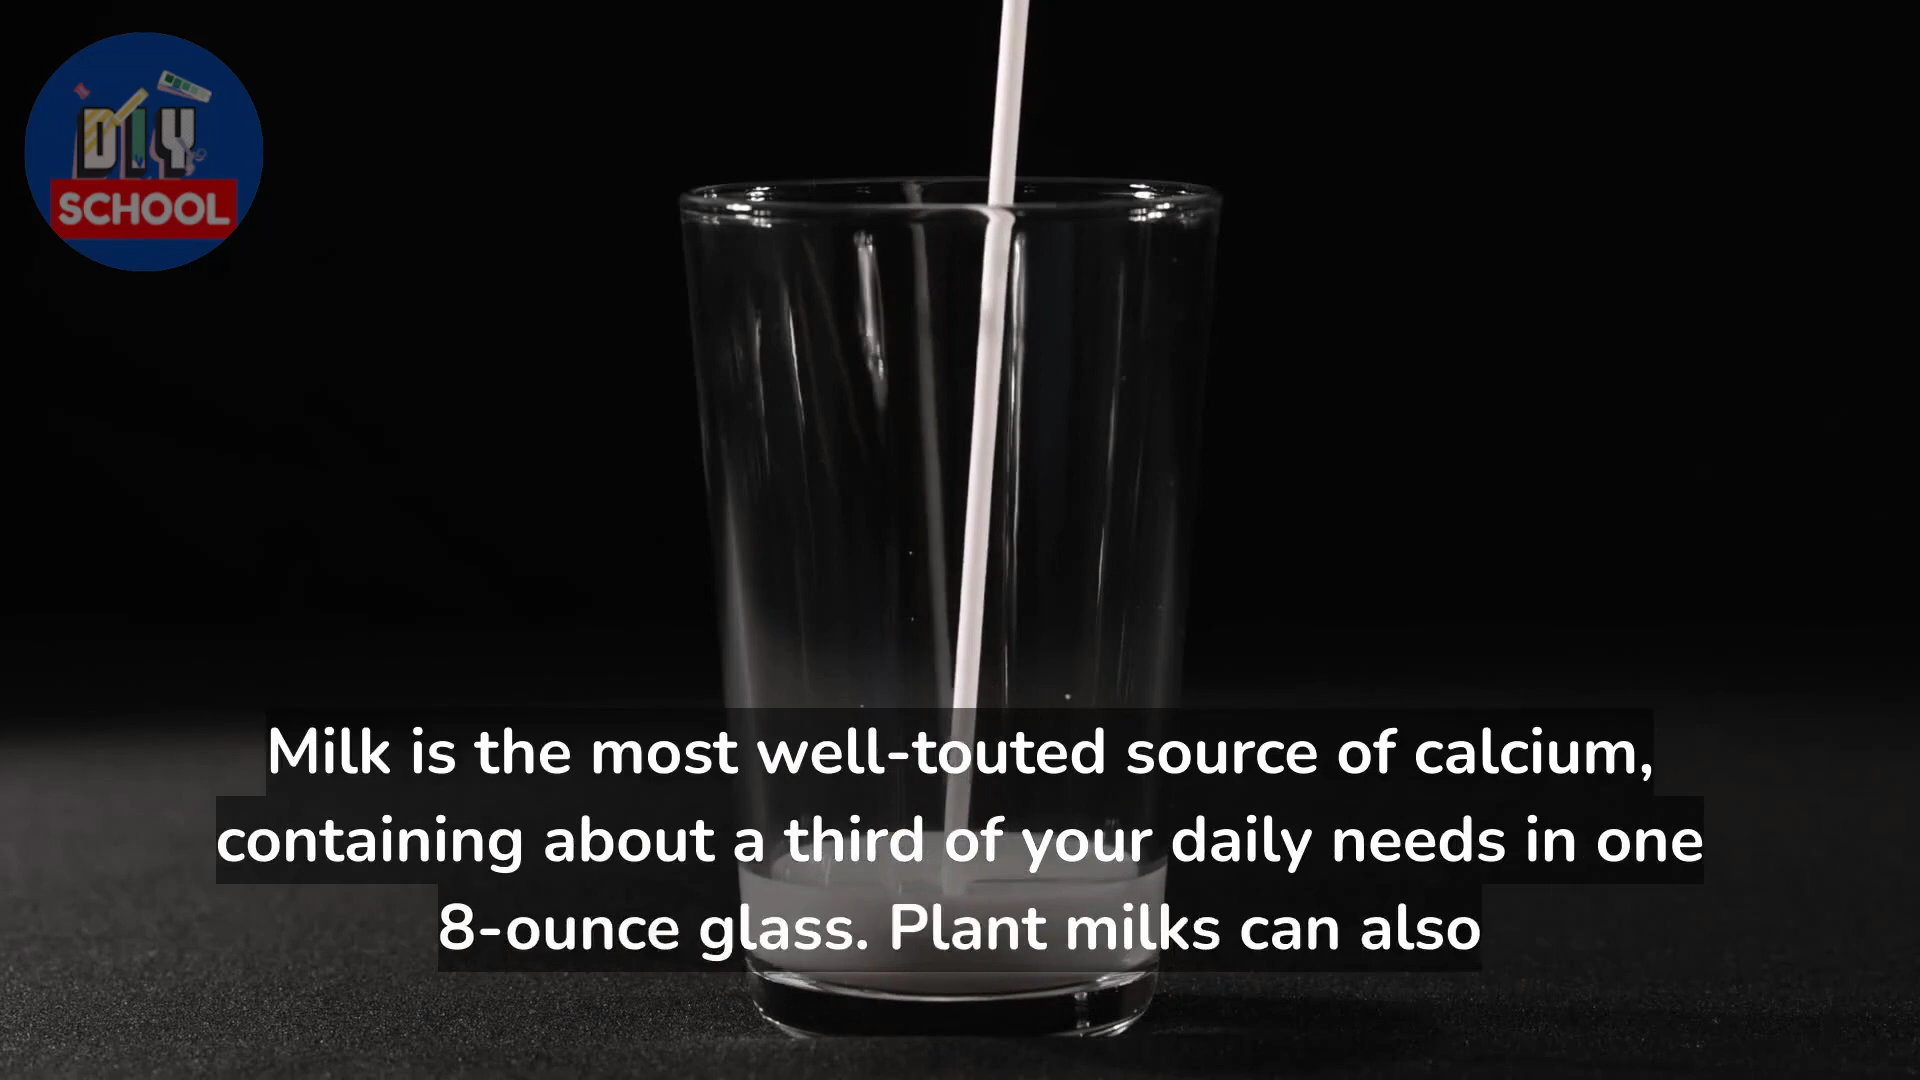 DIY
SCHOOL
Milk is the most well-touted source of calcium,
containing about a third of your daily needs in one
8-ounce glass. Plant milks can also